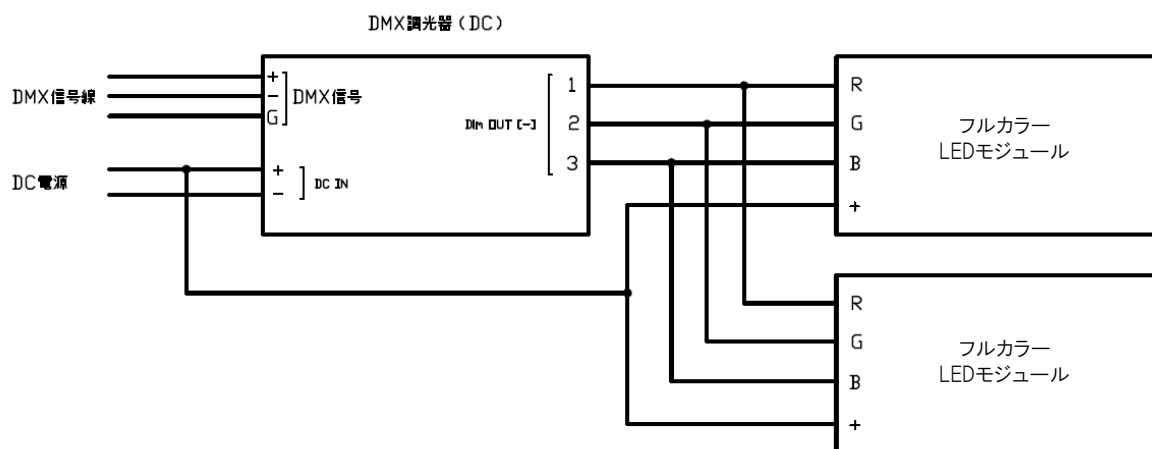 DMX調光器（DC）
DMX信号線
+
-
G
DMX信号
DC電源
+
-
DC IN
Dim OUT [-]
1
2
3
R
G
B
+
フルカラー
LEDモジュール
R
G
B
+
フルカラー
LEDモジュール